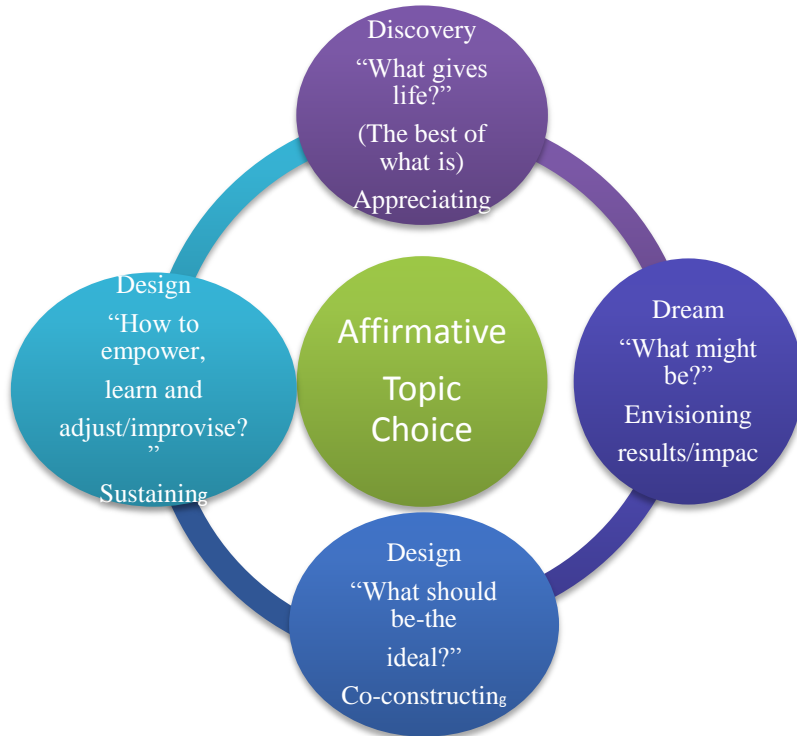 Discovery
“What gives
life?”
(The best of
what is)
Appreciating
Dream
“What might
be?”
Envisioning
results/impac
Design
“What should
be-the
ideal?”
Co-constructing
Design
“How to
empower,
learn and
adjust/improvise?
”
Sustaining
Affirmative
Topic
Choice